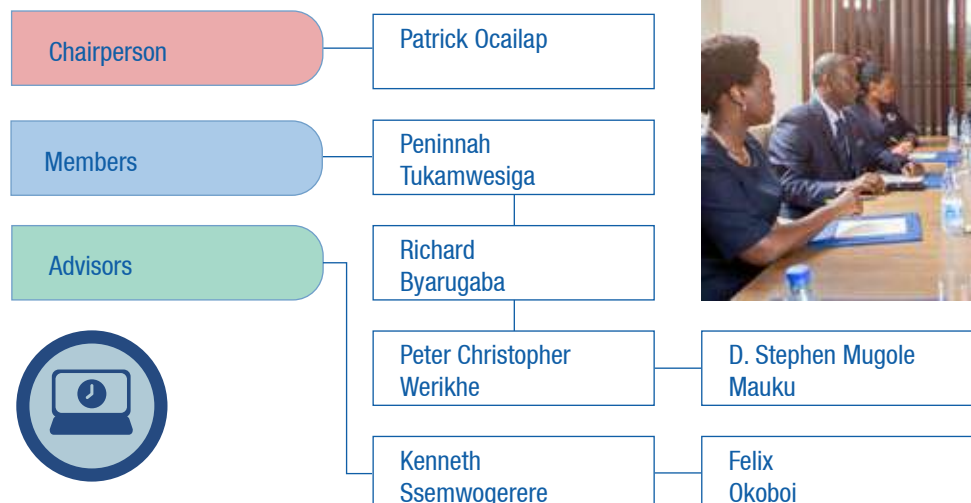 Chairperson
Patrick Ocailap
Members
Peninnah
Tukamwesiga
Advisors
Richard
Byarugaba
Peter Christopher
Werikhe
D. Stephen Mugole
Mauku
Kenneth
Ssemwogerere
Felix
Okoboi